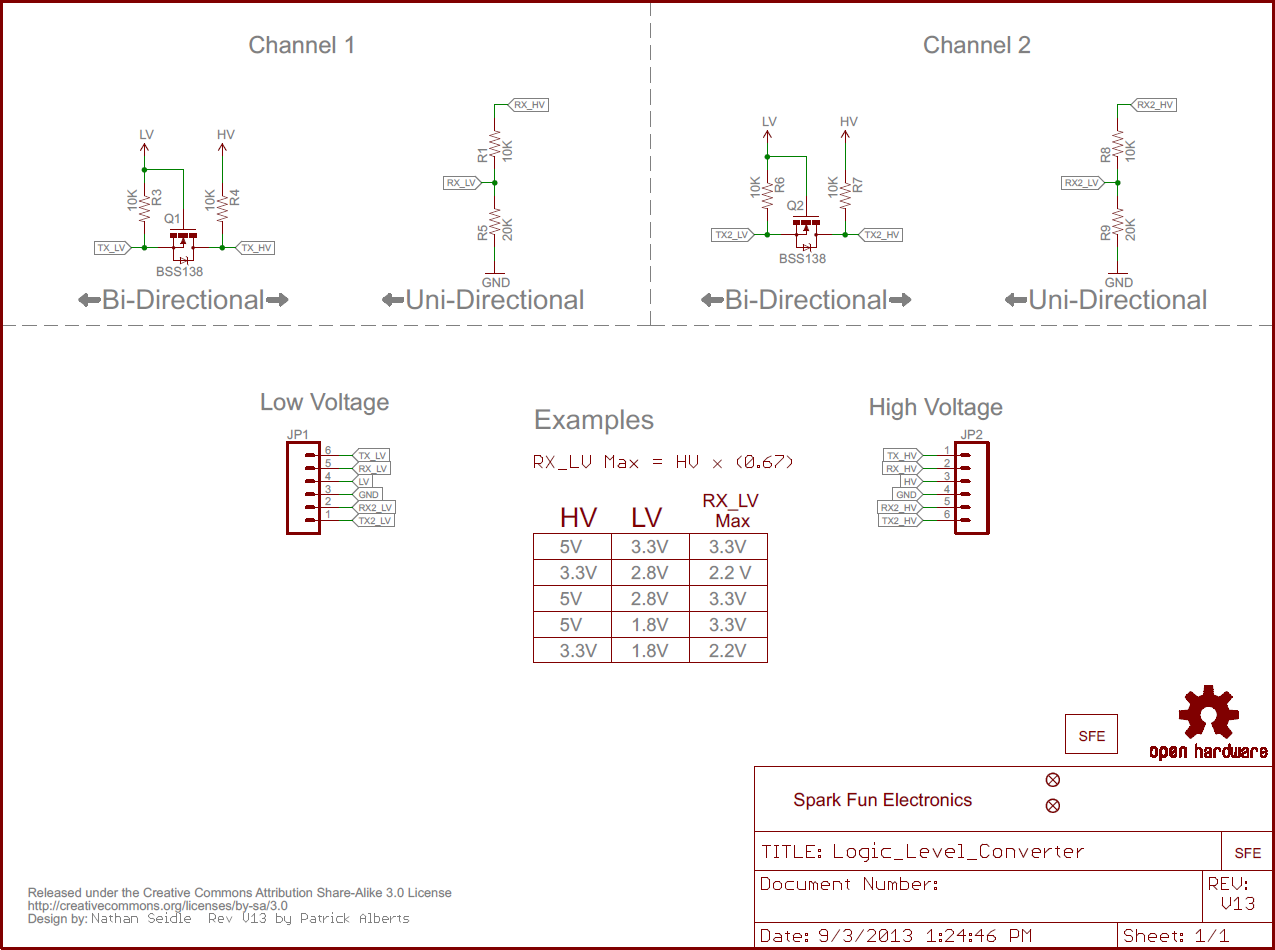 Channel 1
Channel 2
RX_HV
RX2_HV
LV
HV
LV
HV
R1
10K
R8
10K
RX_LV
RX2_LV
10K
R3
10K
R4
10K
R6
10K
R7
Q1
Q2
R5
20K
R9
20K
TX_LV
TX_HV
TX2_LV
TX2_HV
BSS138
BSS138
GND
GND
Bi-Directional
Uni-Directional
Bi-Directional
Uni-Directional
Low Voltage
Examples
High Voltage
JP1
JP2
6 TX_LV
5 RX_LV
4 LV
3 GND
2 RX2_LV
1 TX2_LV
RX_LV Max = HV x (0.67)
TX_HV 1
RX_HV 2
HV 3
GND 4
RX2_HV 5
TX2_HV 6
HV LV RX_LV Max
5V 3.3V 3.3V
3.3V 2.8V 2.2 V
5V 2.8V 3.3V
5V 1.8V 3.3V
3.3V 1.8V 2.2V
SFE
open hardware
Spark Fun Electronics
TITLE: Logic_Level_Converter
SFE
Document Number:
REV:
V13
Date: 9/3/2013 1:24:46 PM
Sheet: 1/1
Released under the Creative Commons Attribution Share-Alike 3.0 License
http://creativecommons.org/licenses/by-sa/3.0
Design by: Nathan Seidle Rev V13 by Patrick Alberts